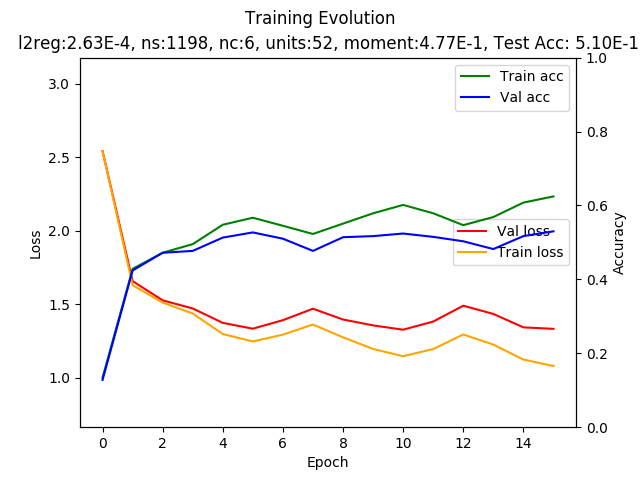 Training Evolution
l2reg:2.63E-4, ns:1198, nc:6, units:52, moment:4.77E-1, Test Acc: 5.10E-1
Train acc
Val acc
Val loss
Train loss
Loss
3.0
2.5
2.0
1.5
1.0
Accuracy
1.0
0.8
0.6
0.4
0.2
0.0
0 2 4 6 8 10 12 14
Epoch